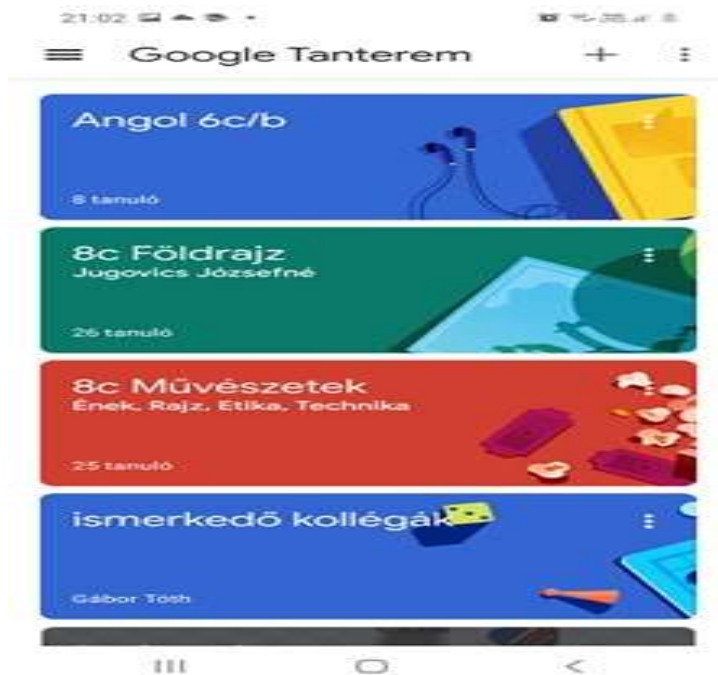 21:02
Google Tanterem
Angol 6c/b
8 tanuló
8c Földrajz
Jugovics Józsefné
26 tanuló
8c Művészetek
Ének, Rajz, Etika, Technika
25 tanuló
ismerkedő kollégák
Gábor Tóth